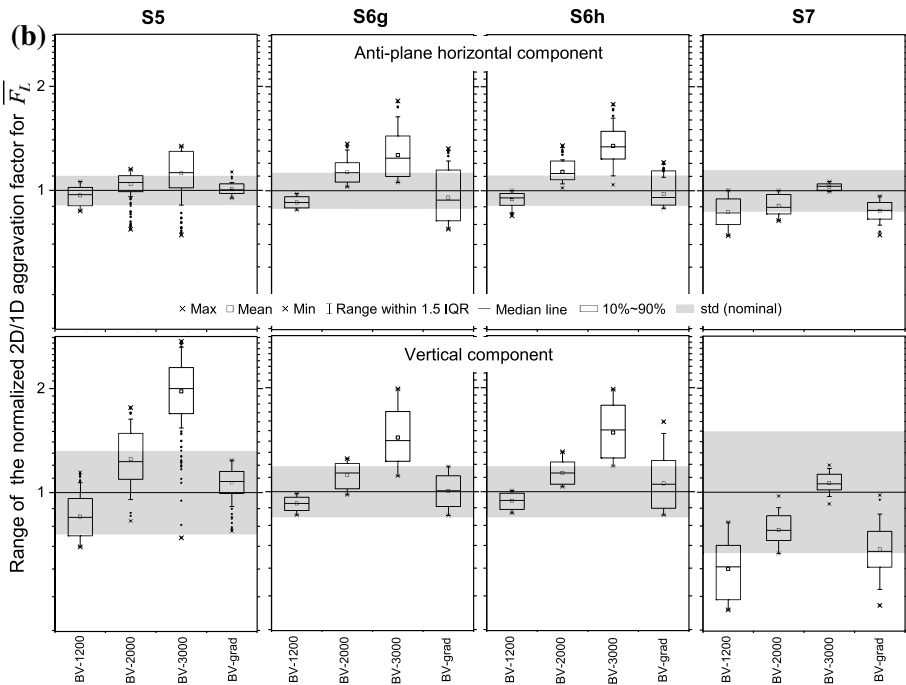 (b)
S5 S6g S6h S7
Anti-plane horizontal component
Range of the normalized 2D/1D aggravation factor for F_L
2
1
× Max □ Mean × Min ⌶ Range within 1.5 IQR — Median line 10%~90% std (nominal)
Vertical component
2
1
BV-1200 BV-2000 BV-3000 BV-grad BV-1200 BV-2000 BV-3000 BV-grad BV-1200 BV-2000 BV-3000 BV-grad BV-1200 BV-2000 BV-3000 BV-grad